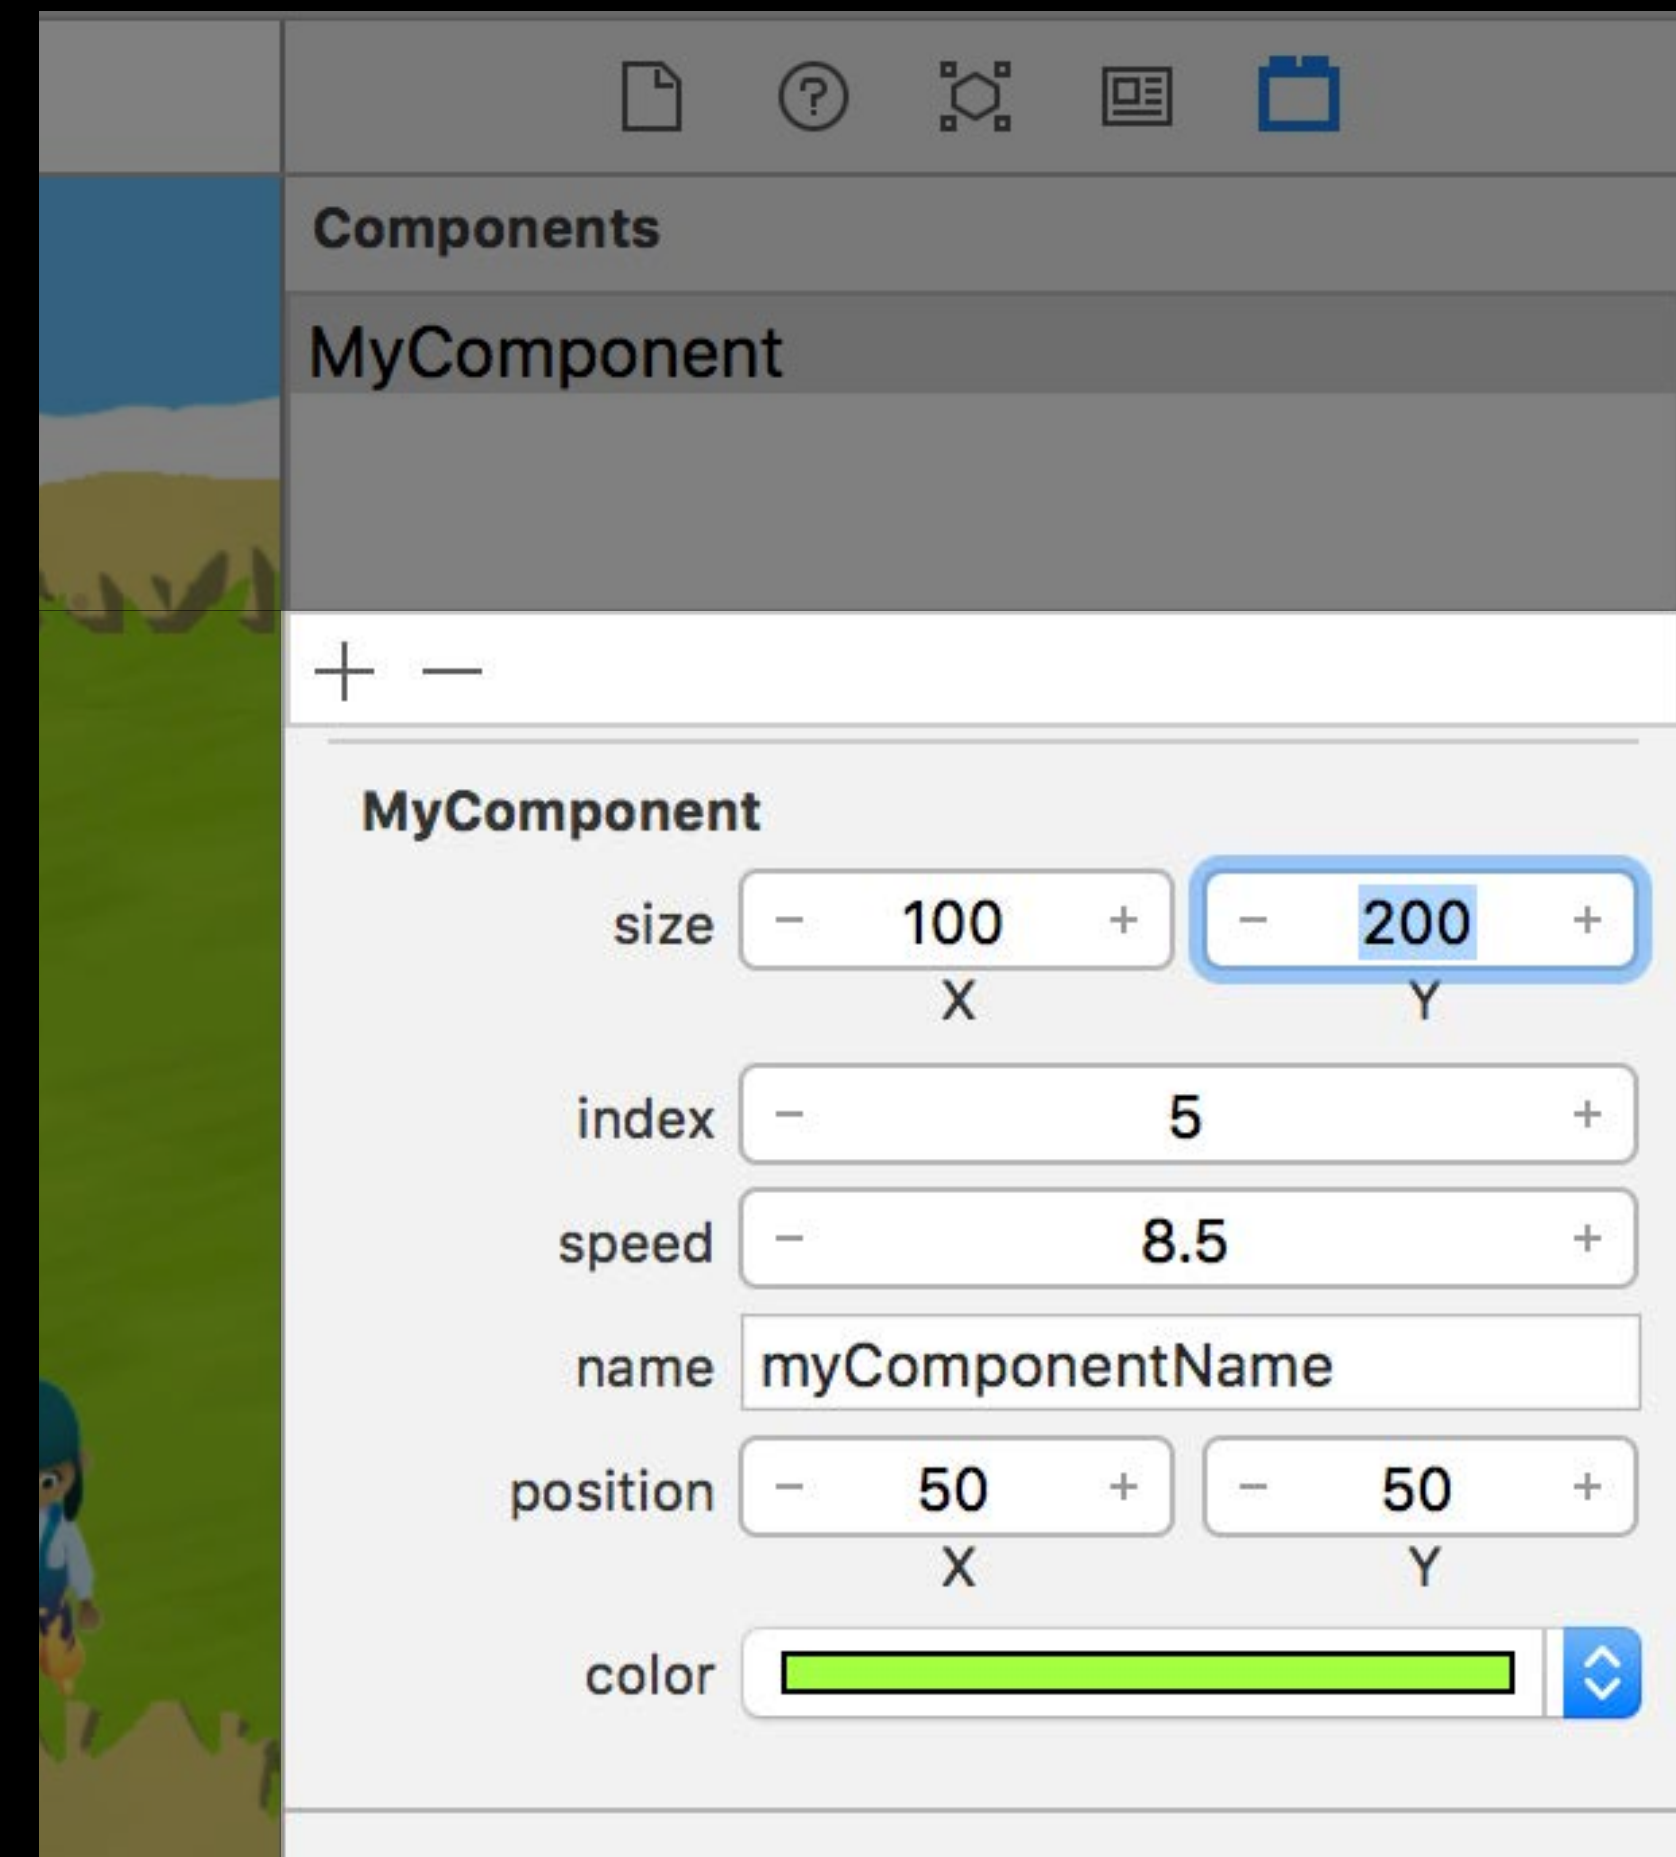 Components
MyComponent
MyComponent
size 100 200
X Y
index 5
speed 8.5
name myComponentName
position 50 50
X Y
color